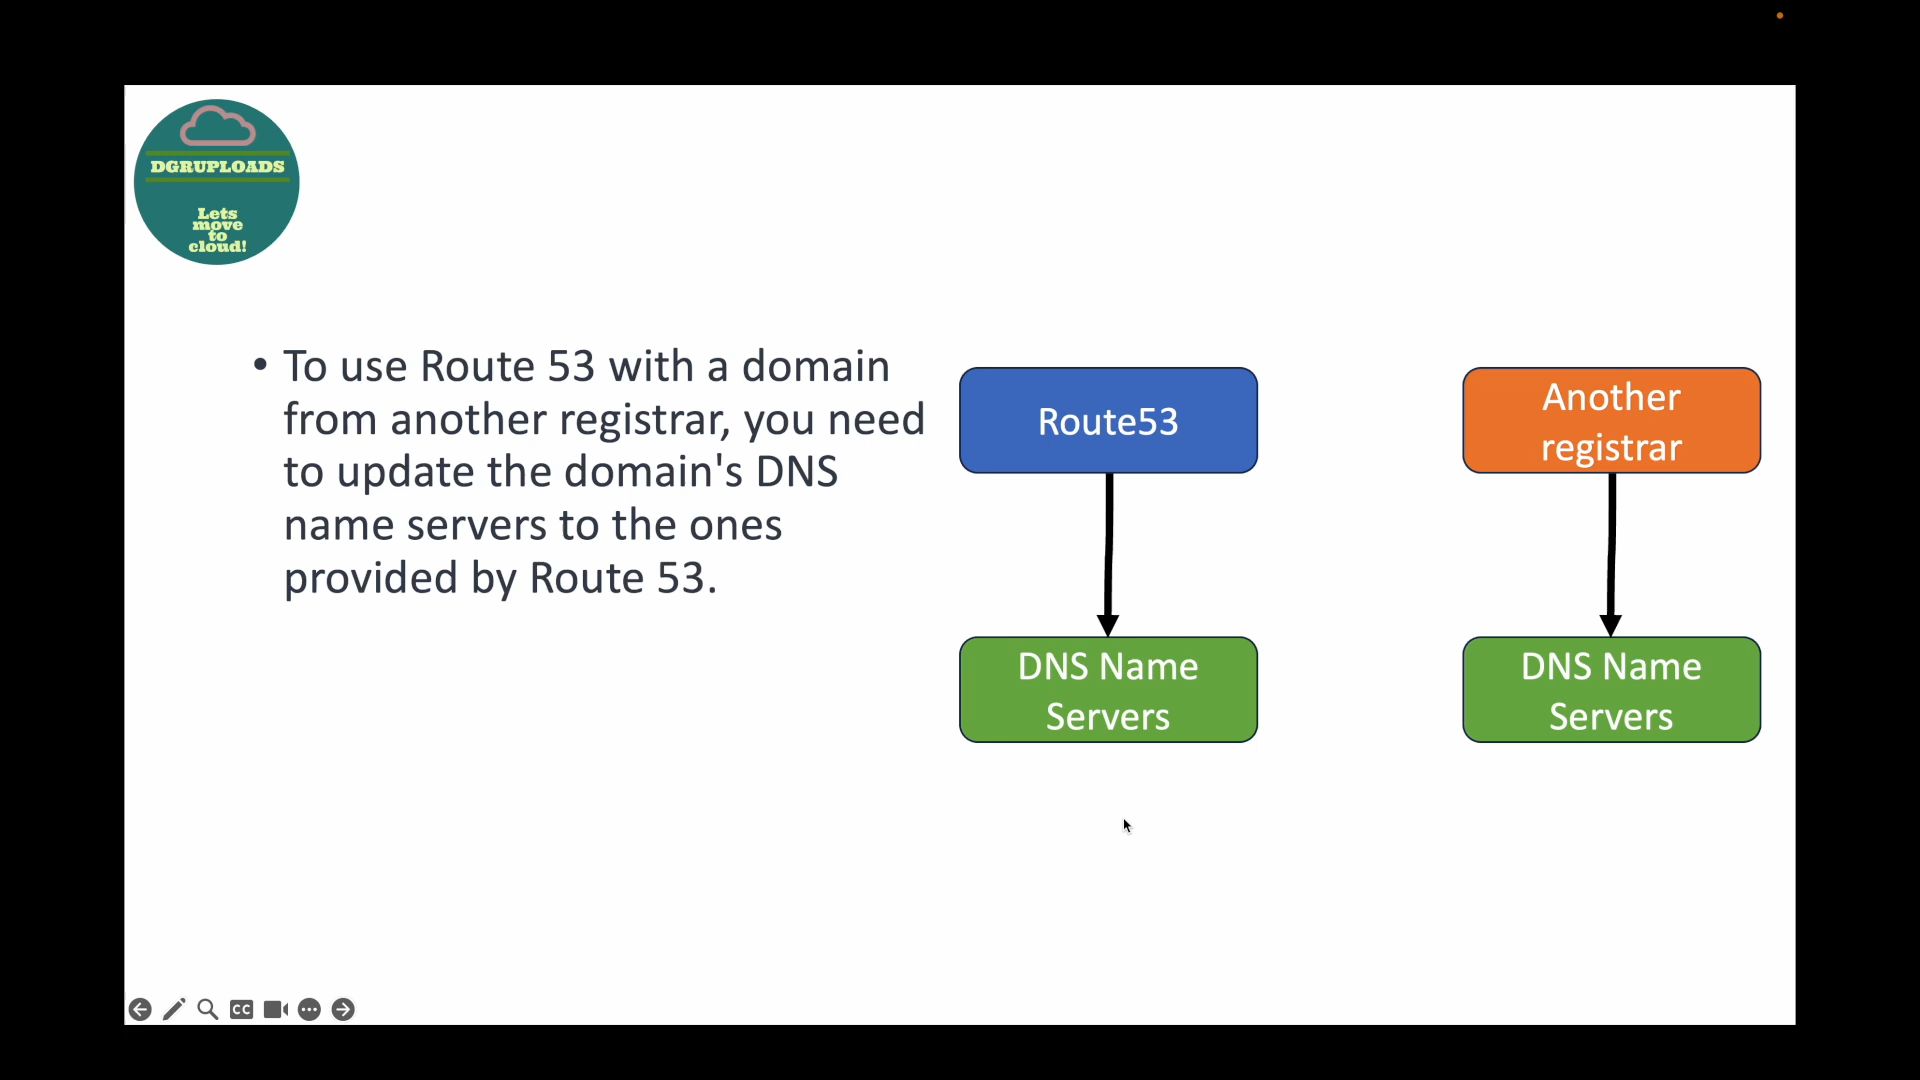 DGRUPLOADS
Lets
move
to
cloud!
• To use Route 53 with a domain
from another registrar, you need
to update the domain's DNS
name servers to the ones
provided by Route 53.
Route53
DNS Name
Servers
Another
registrar
DNS Name
Servers
CC